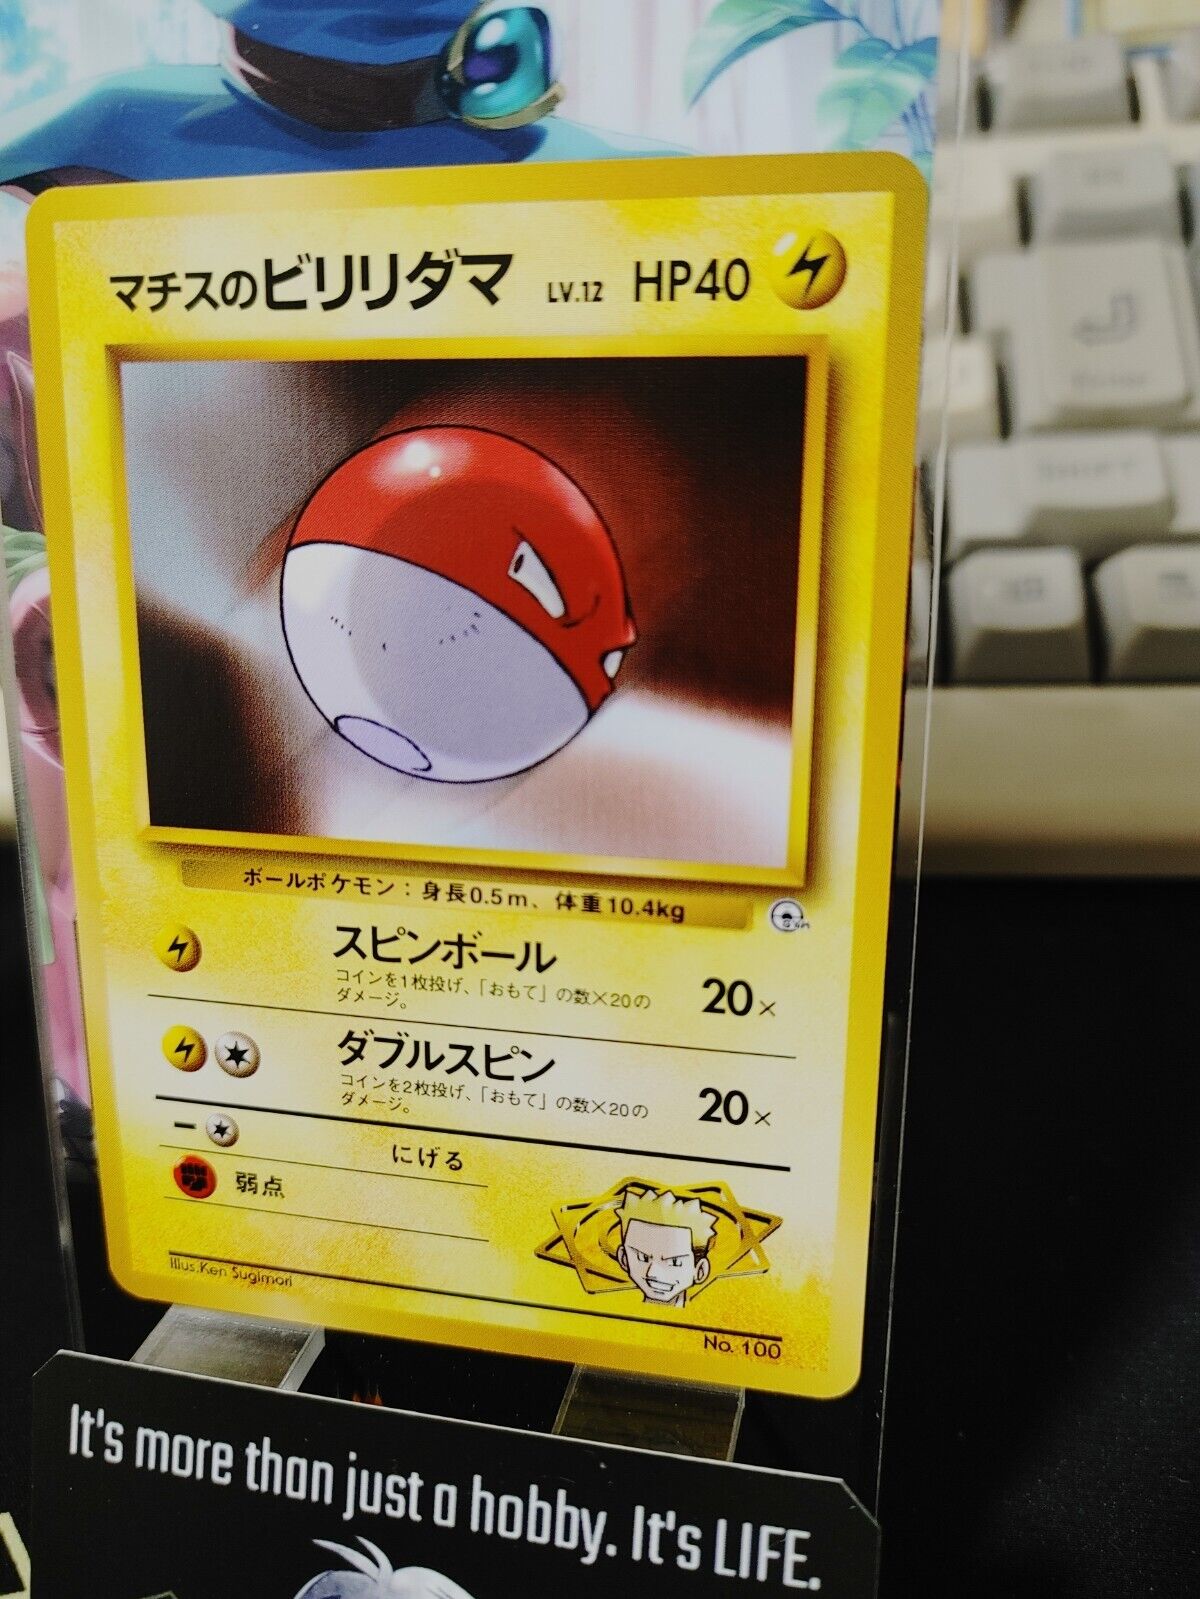 マチスのビリリダマ LV.12 HP40
ボールポケモン：身長0.5m、体重10.4kg
スピンボール
コインを1枚投げ、「おもて」の数×20の
ダメージ。
20×
ダブルスピン
コインを2枚投げ、「おもて」の数×20の
ダメージ。
20×
にげる
弱点
Illus.Ken Sugimori
No. 100
It's more than just a hobby. It's LIFE.